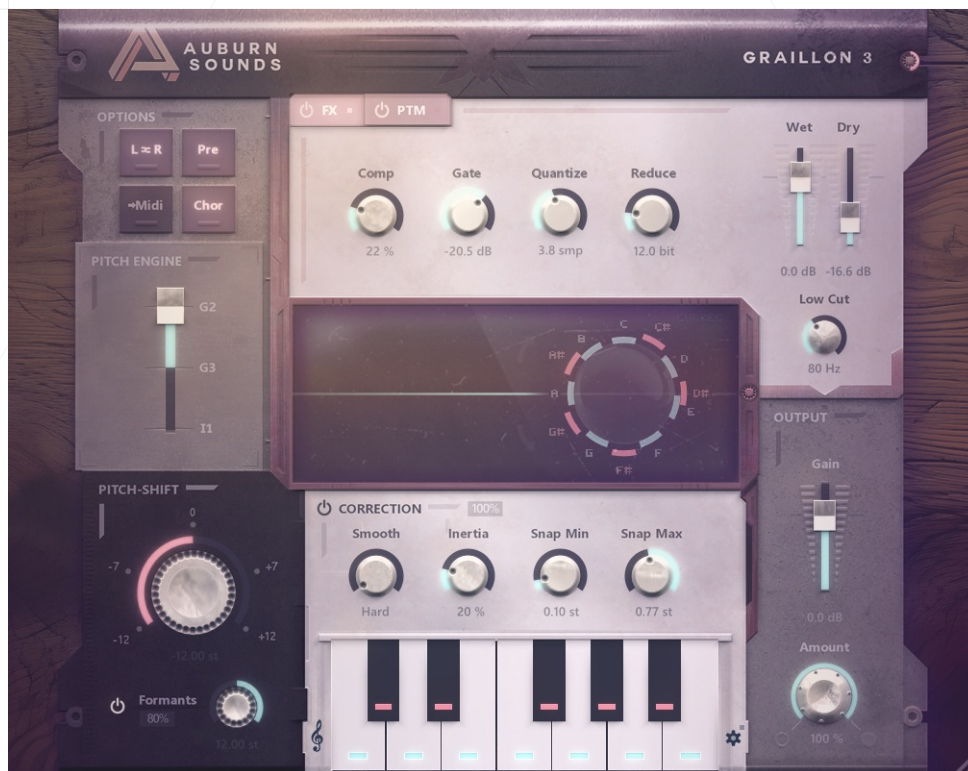 AUBURN
SOUNDS
GRAILLON 3
OPTIONS
L≈R
Pre
⇒Midi
Chor
FX
PTM
Comp
Gate
Quantize
Reduce
22 %
-20.5 dB
3.8 smp
12.0 bit
Wet
Dry
0.0 dB
-16.6 dB
Low Cut
80 Hz
PITCH ENGINE
G2
G3
I1
C
C#
D
D#
E
F
F#
G
G#
A
A#
B
PITCH-SHIFT
0
-7
+7
-12
+12
-12.00 st
Formants
80%
12.00 st
CORRECTION
100%
Smooth
Inertia
Snap Min
Snap Max
Hard
20 %
0.10 st
0.77 st
OUTPUT
Gain
0.0 dB
Amount
100 %